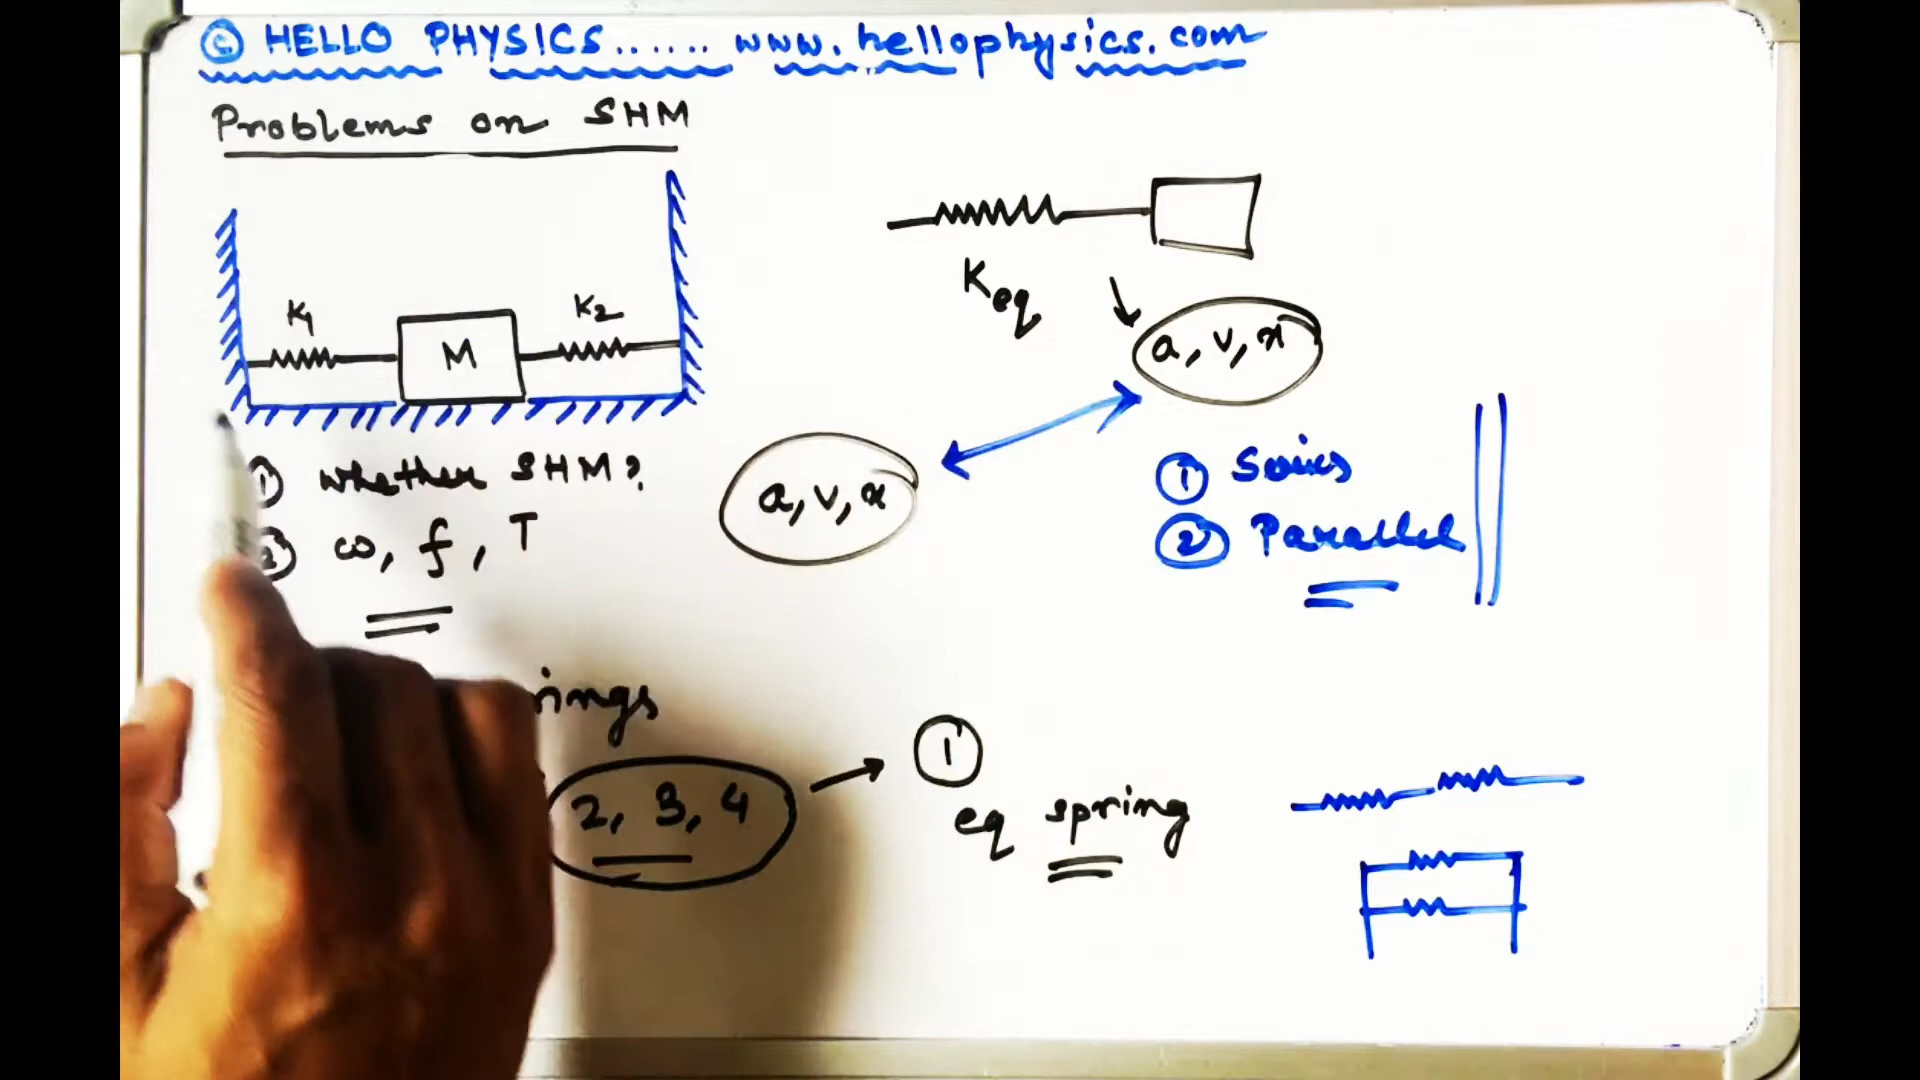 © HELLO PHYSICS...... www.hellophysics.com
Problems on SHM
K1
K2
M
Keq
a, v, x
① whether SHM?
② ω, f, T
a, v, x
① Series
② Parallel
2, 3, 4
①
eq spring